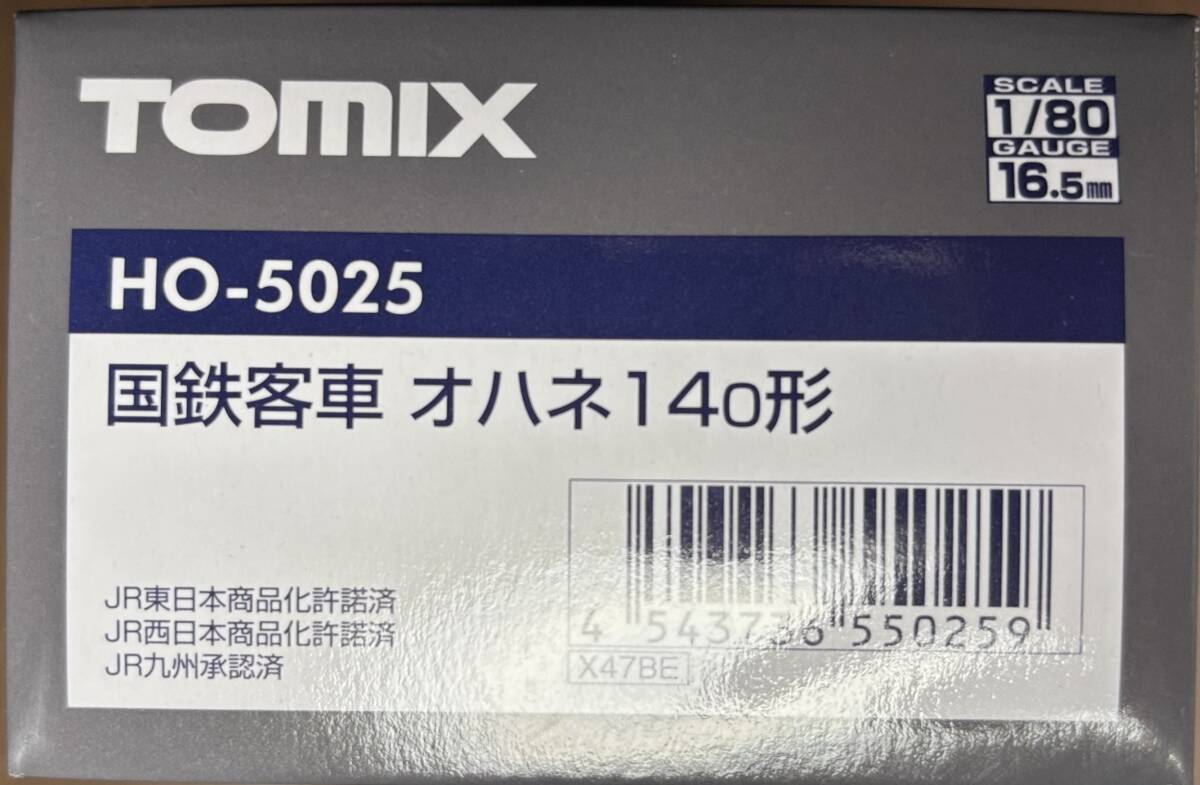 TOMIX
SCALE
1/80
GAUGE
16.5mm
HO-5025
国鉄客車 オハネ14 0形
JR東日本商品化許諾済
JR西日本商品化許諾済
JR九州承認済
4 543736 550259
X47BE